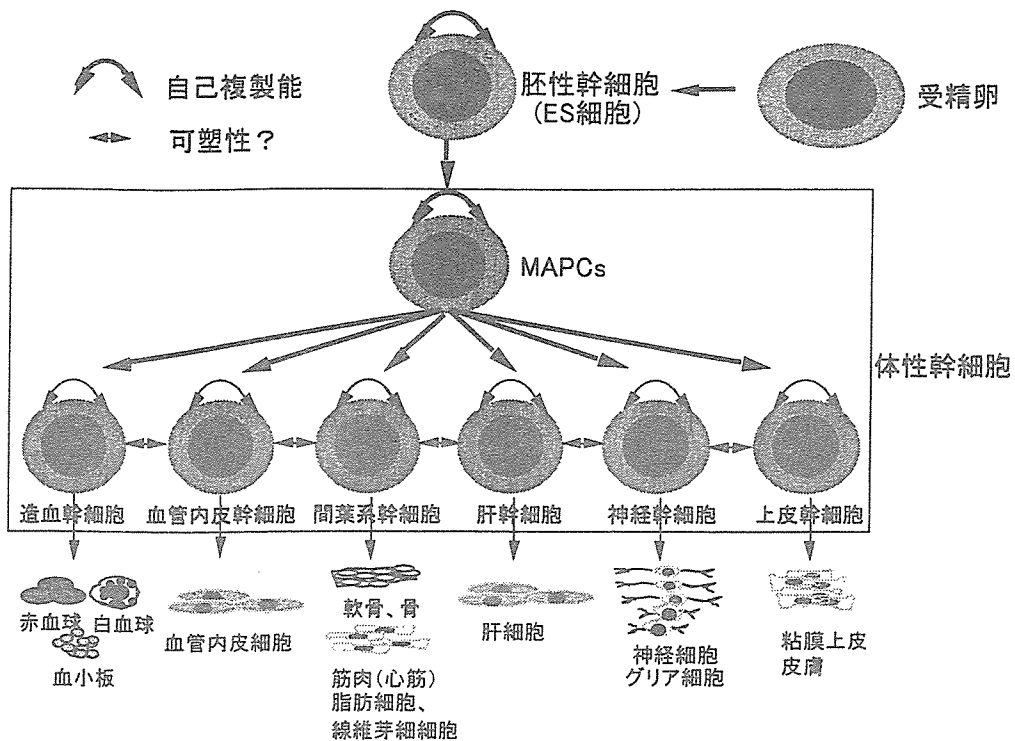 自己複製能
可塑性？
胚性幹細胞
(ES細胞)
受精卵
MAPCs
体性幹細胞
造血幹細胞
血管内皮幹細胞
間葉系幹細胞
肝幹細胞
神経幹細胞
上皮幹細胞
赤血球
白血球
血小板
血管内皮細胞
軟骨、骨
筋肉(心筋)
脂肪細胞、
線維芽細細胞
肝細胞
神経細胞
グリア細胞
粘膜上皮
皮膚